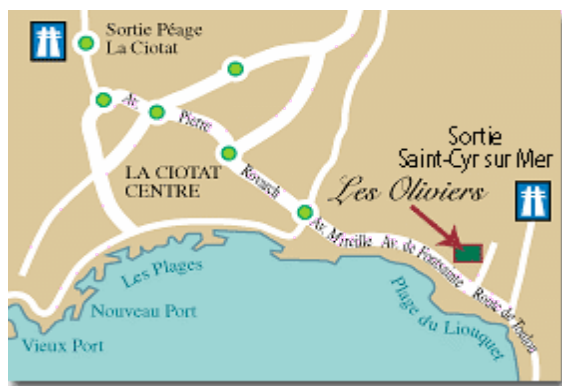 Sortie Péage
La Ciotat
Av. Pierre Rovarch
LA CIOTAT
CENTRE
Sortie
Saint-Cyr sur Mer
Les Oliviers
Av. Mireille
Av. de Fontsainte
Route de Toulon
Les Plages
Nouveau Port
Vieux Port
Plage du Liouquet